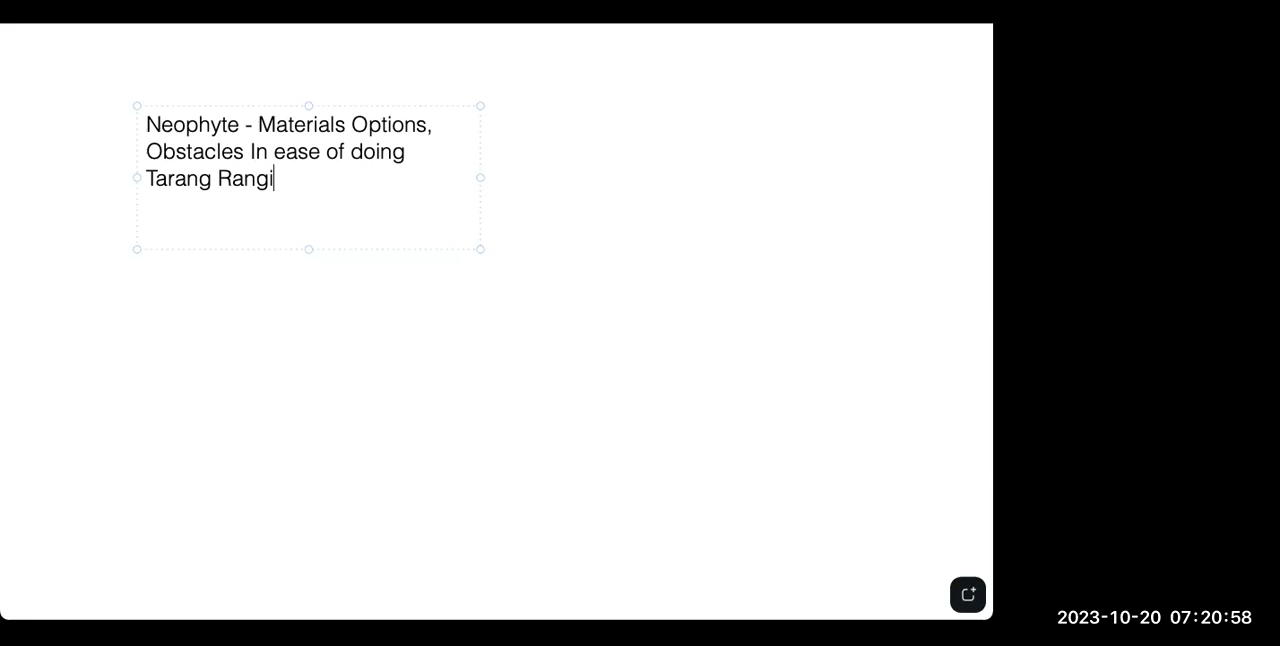 Neophyte - Materials Options,
Obstacles In ease of doing
Tarang Rangi
2023-10-20 07:20:58